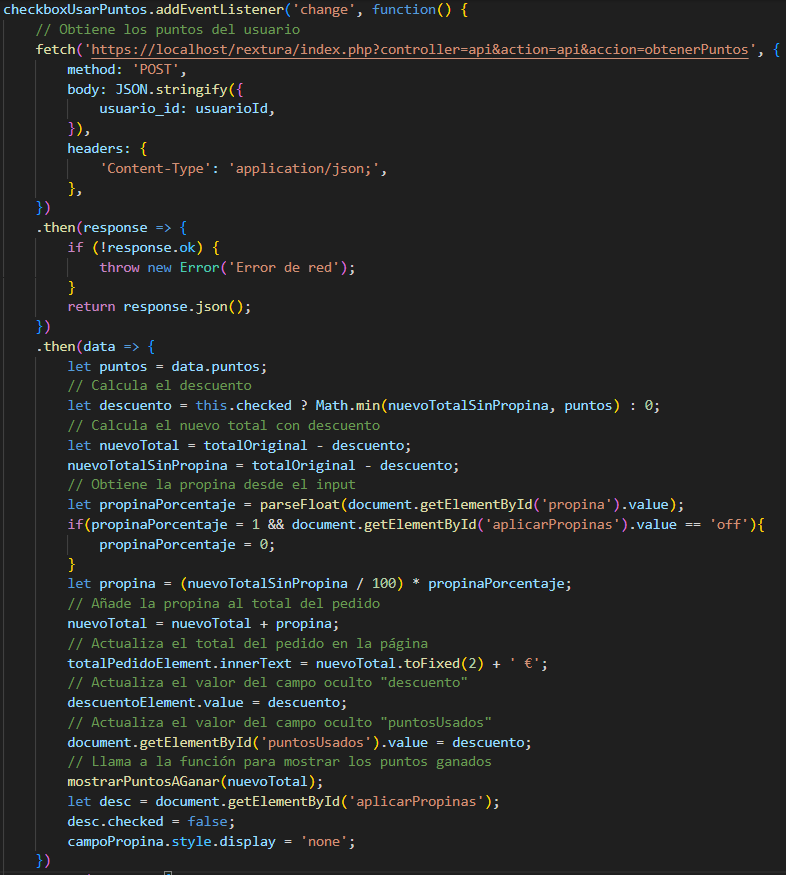 checkboxUsarPuntos.addEventListener('change', function() {
    // Obtiene los puntos del usuario
    fetch('https://localhost/rextura/index.php?controller=api&action=api&accion=obtenerPuntos', {
        method: 'POST',
        body: JSON.stringify({
            usuario_id: usuarioId,
        }),
        headers: {
            'Content-Type': 'application/json;',
        },
    })
    .then(response => {
        if (!response.ok) {
            throw new Error('Error de red');
        }
        return response.json();
    })
    .then(data => {
        let puntos = data.puntos;
        // Calcula el descuento
        let descuento = this.checked ? Math.min(nuevoTotalSinPropina, puntos) : 0;
        // Calcula el nuevo total con descuento
        let nuevoTotal = totalOriginal - descuento;
        nuevoTotalSinPropina = totalOriginal - descuento;
        // Obtiene la propina desde el input
        let propinaPorcentaje = parseFloat(document.getElementById('propina').value);
        if(propinaPorcentaje = 1 && document.getElementById('aplicarPropinas').value == 'off'){
            propinaPorcentaje = 0;
        }
        let propina = (nuevoTotalSinPropina / 100) * propinaPorcentaje;
        // Añade la propina al total del pedido
        nuevoTotal = nuevoTotal + propina;
        // Actualiza el total del pedido en la página
        totalPedidoElement.innerText = nuevoTotal.toFixed(2) + ' €';
        // Actualiza el valor del campo oculto "descuento"
        descuentoElement.value = descuento;
        // Actualiza el valor del campo oculto "puntosUsados"
        document.getElementById('puntosUsados').value = descuento;
        // Llama a la función para mostrar los puntos ganados
        mostrarPuntosAGanar(nuevoTotal);
        let desc = document.getElementById('aplicarPropinas');
        desc.checked = false;
        campoPropina.style.display = 'none';
    })